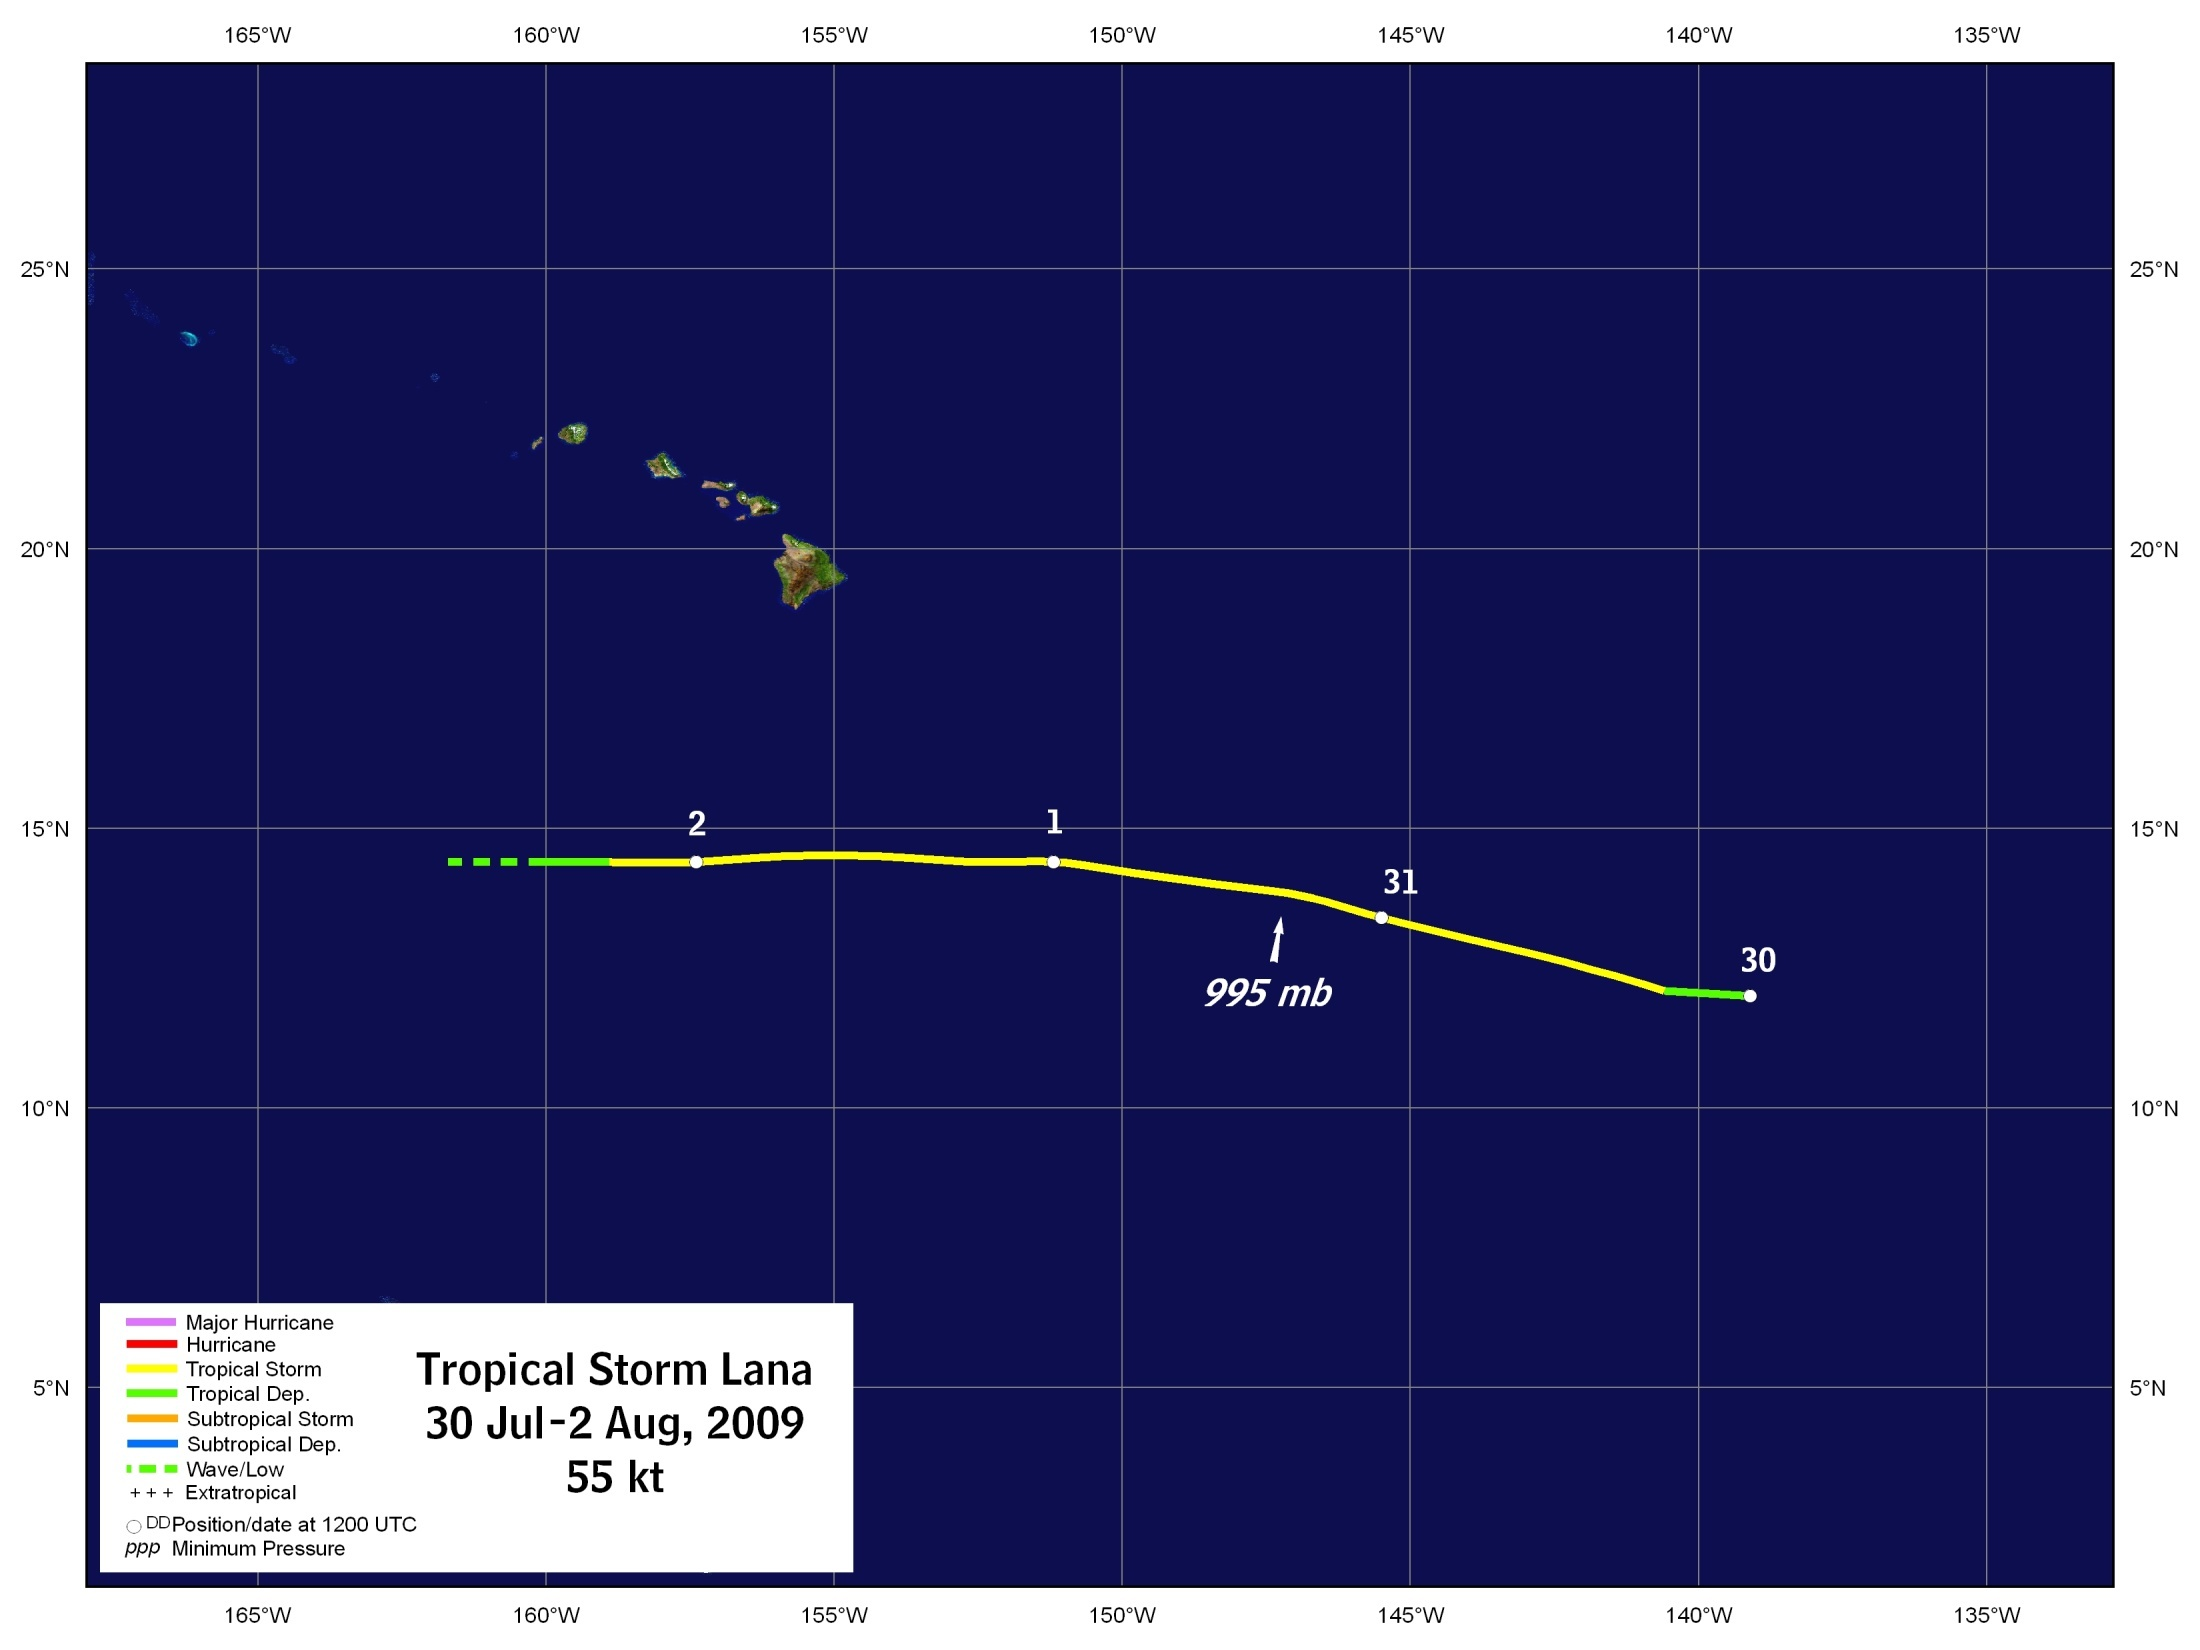 165°W 160°W 155°W 150°W 145°W 140°W 135°W
25°N 25°N
20°N 20°N
15°N 15°N
2 1
31
30
995 mb
10°N 10°N
5°N 5°N
Major Hurricane
Hurricane
Tropical Storm
Tropical Dep.
Subtropical Storm
Subtropical Dep.
Wave/Low
+ + + Extratropical
DD Position/date at 1200 UTC
ppp Minimum Pressure
Tropical Storm Lana
30 Jul-2 Aug, 2009
55 kt
165°W 160°W 155°W 150°W 145°W 140°W 135°W